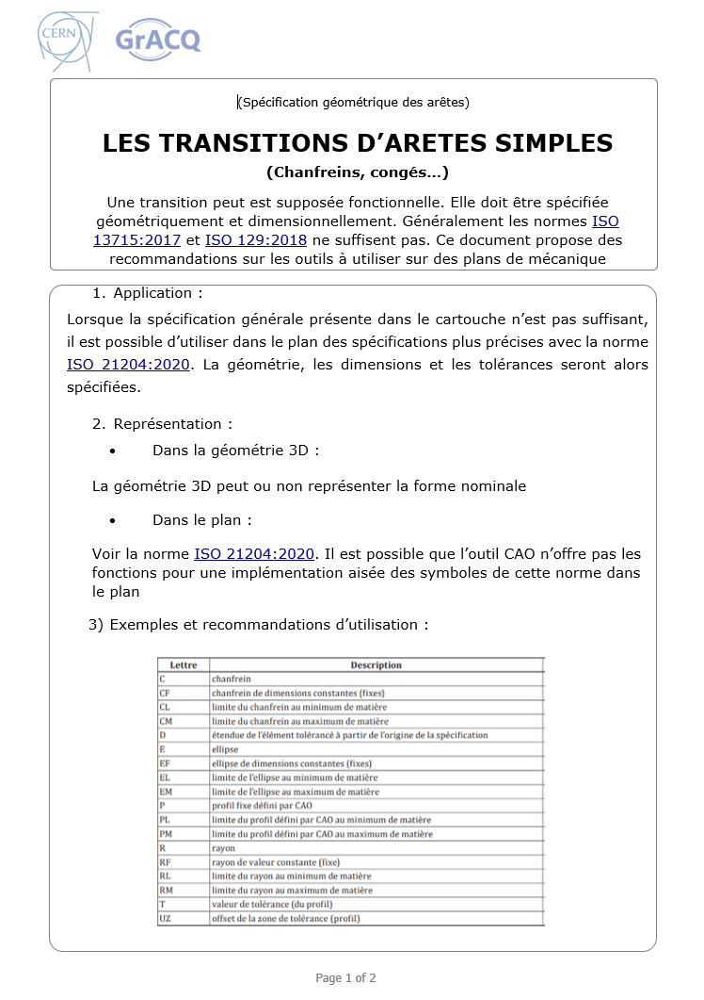 CERN
GrACQ
(Spécification géométrique des arêtes)
LES TRANSITIONS D’ARETES SIMPLES
(Chanfreins, congés…)
Une transition peut est supposée fonctionnelle. Elle doit être spécifiée
géométriquement et dimensionnellement. Généralement les normes ISO
13715:2017 et ISO 129:2018 ne suffisent pas. Ce document propose des
recommandations sur les outils à utiliser sur des plans de mécanique
1. Application :
Lorsque la spécification générale présente dans le cartouche n’est pas suffisant,
il est possible d’utiliser dans le plan des spécifications plus précises avec la norme
ISO 21204:2020. La géométrie, les dimensions et les tolérances seront alors
spécifiées.
2. Représentation :
• Dans la géométrie 3D :
La géométrie 3D peut ou non représenter la forme nominale
• Dans le plan :
Voir la norme ISO 21204:2020. Il est possible que l’outil CAO n’offre pas les
fonctions pour une implémentation aisée des symboles de cette norme dans
le plan
3) Exemples et recommandations d’utilisation :
Lettre Description
C chanfrein
CF chanfrein de dimensions constantes (fixes)
CL limite du chanfrein au minimum de matière
CM limite du chanfrein au maximum de matière
D étendue de l’élément tolérancé à partir de l’origine de la spécification
E ellipse
EF ellipse de dimensions constantes (fixes)
EL limite de l’ellipse au minimum de matière
EM limite de l’ellipse au maximum de matière
P profil fixe défini par CAO
PL limite du profil défini par CAO au minimum de matière
PM limite du profil défini par CAO au maximum de matière
R rayon
RF rayon de valeur constante (fixe)
RL limite du rayon au minimum de matière
RM limite du rayon au maximum de matière
T valeur de tolérance (du profil)
UZ offset de la zone de tolérance (profil)
Page 1 of 2